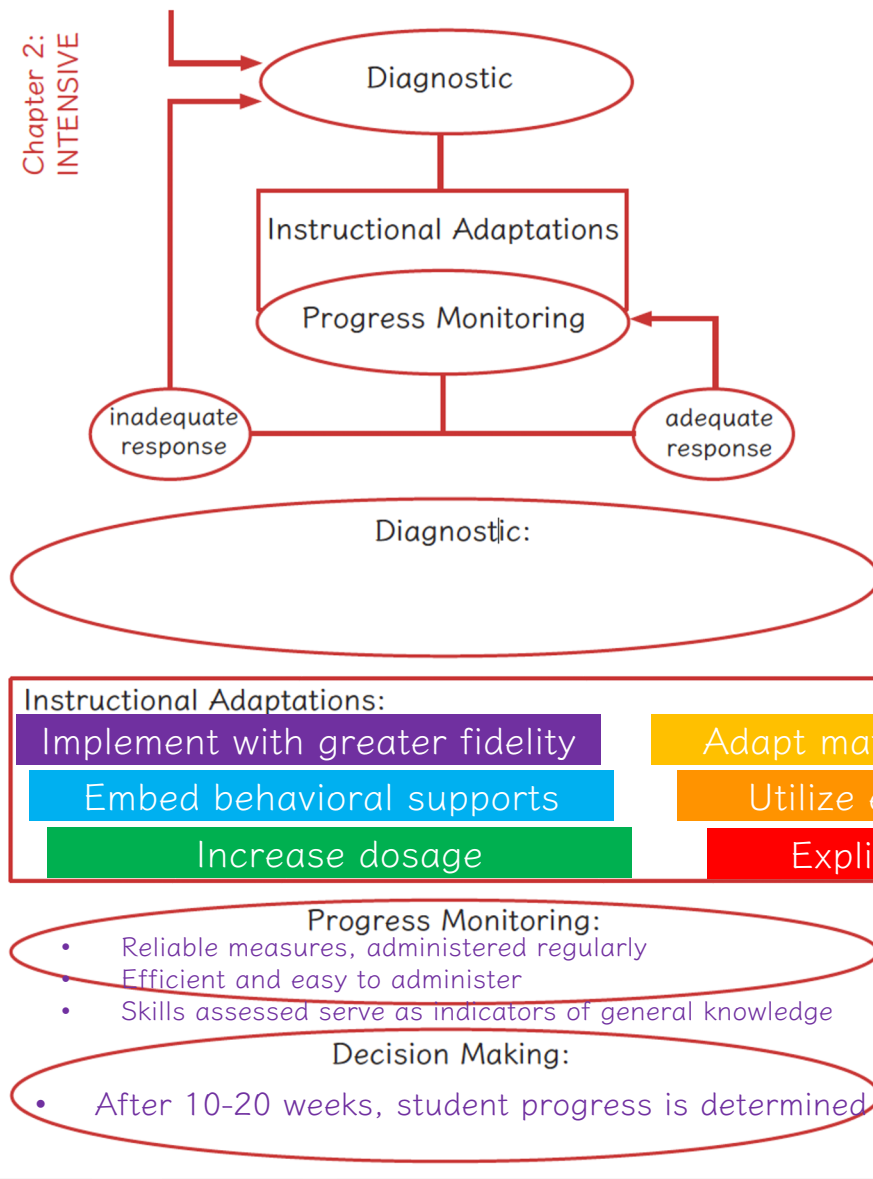 Chapter 2:
INTENSIVE
Diagnostic
Instructional Adaptations
Progress Monitoring
inadequate
response
adequate
response
Diagnostic:
Instructional Adaptations:
Implement with greater fidelity
Adapt
Embed behavioral supports
Utilize
Increase dosage
Progress Monitoring:
• Reliable measures, administered regularly
• Efficient and easy to administer
• Skills assessed serve as indicators of general knowledge
Decision Making:
• After 10-20 weeks, student progress is determined